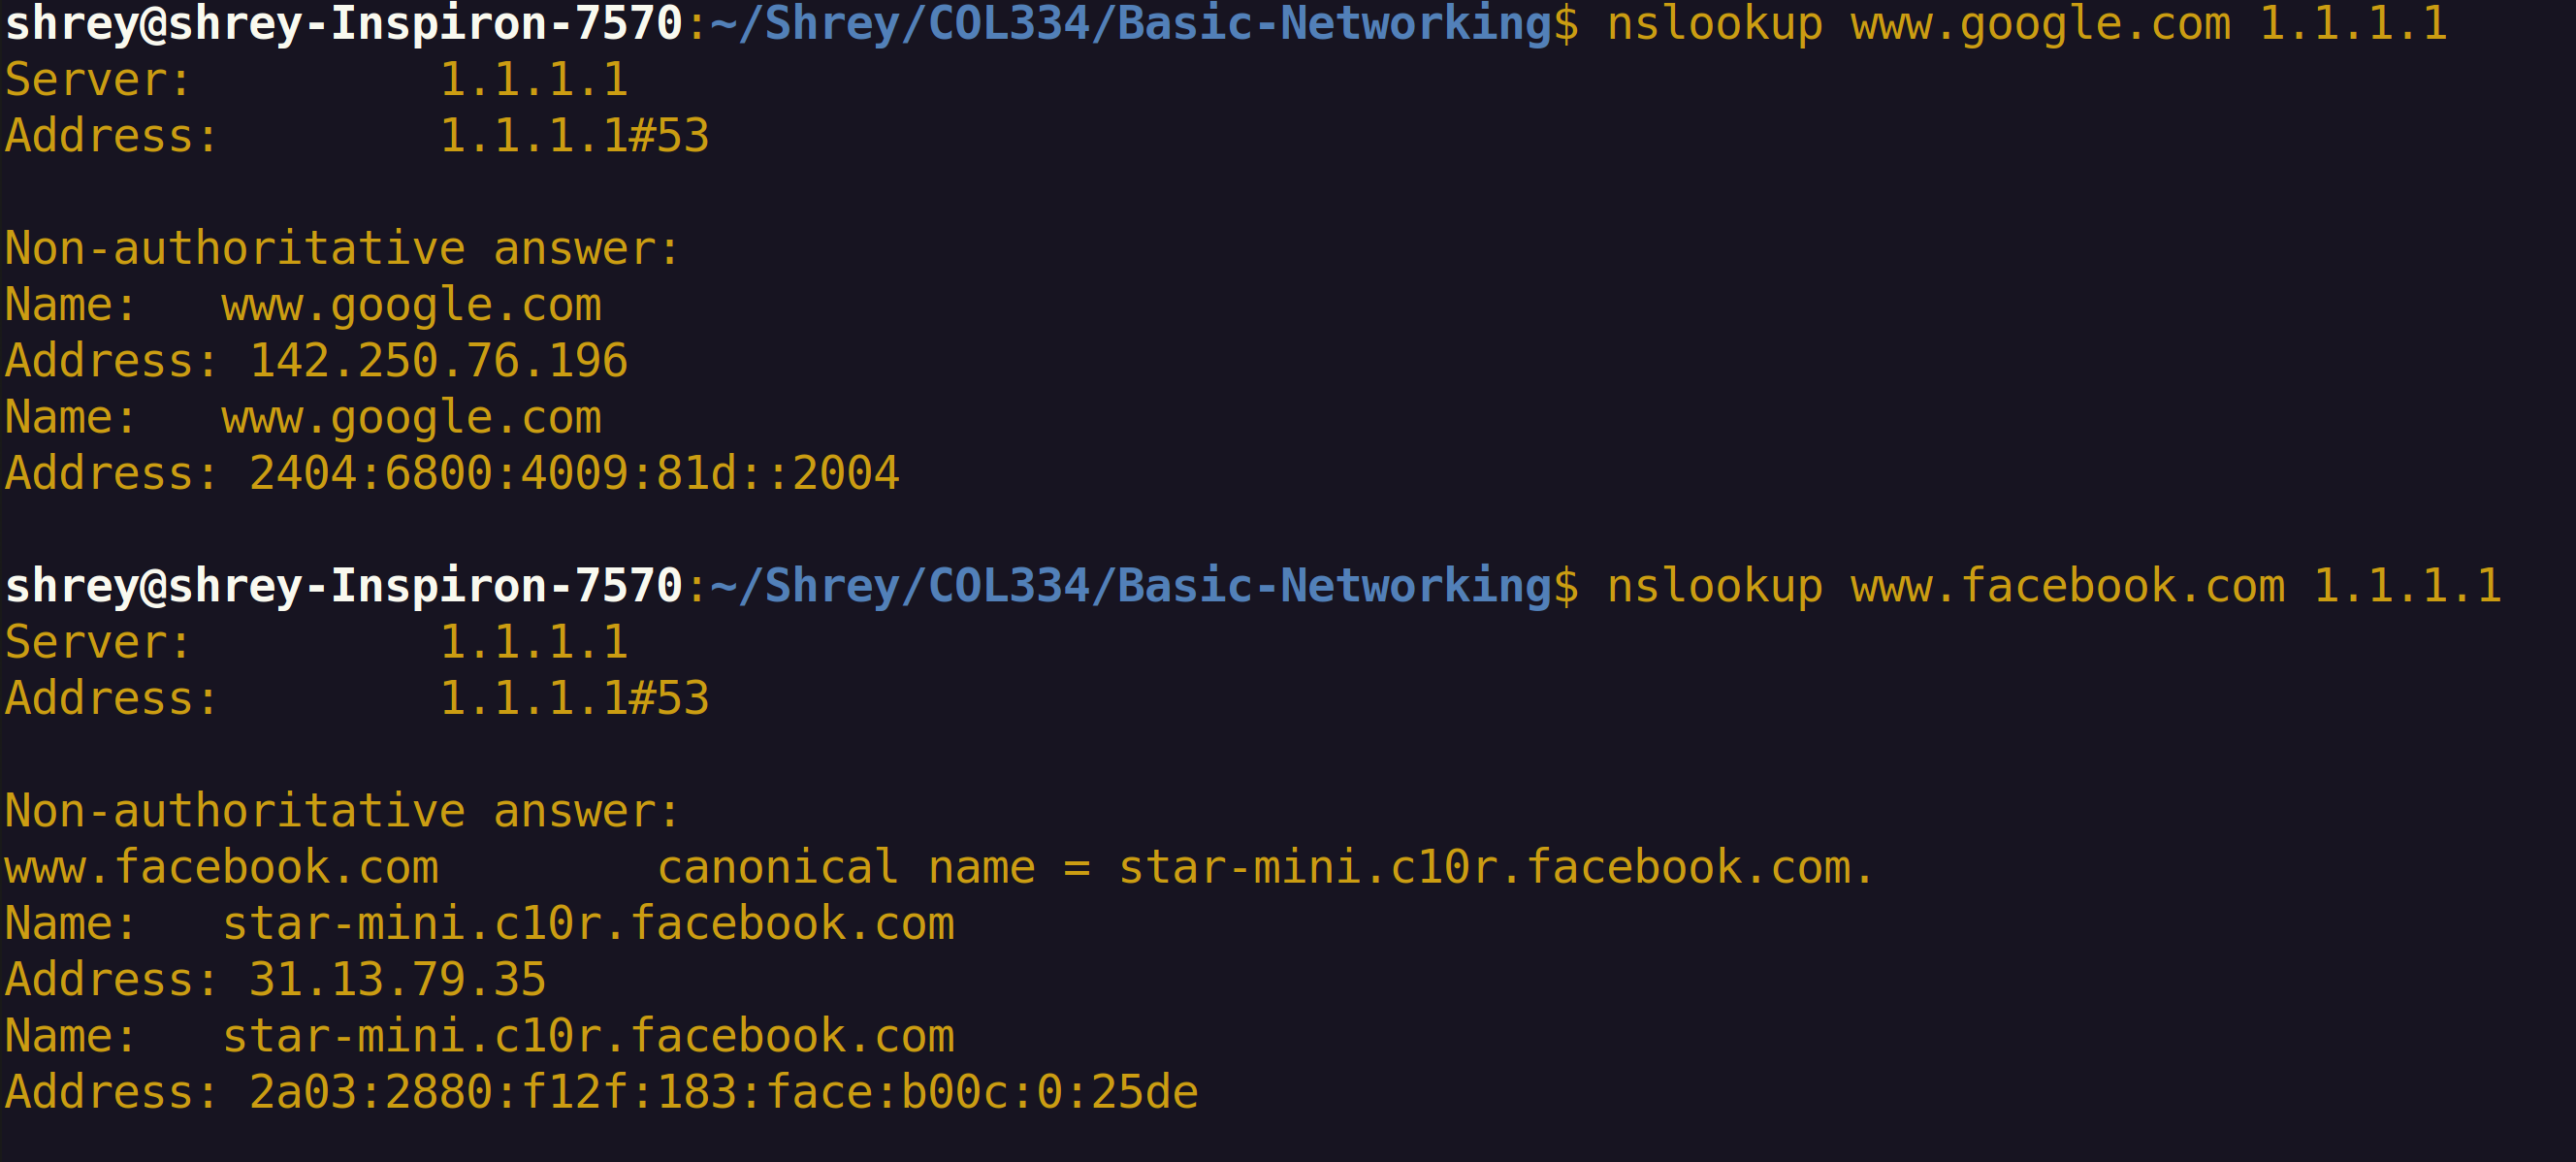 shrey@shrey-Inspiron-7570:~/Shrey/COL334/Basic-Networking$ nslookup www.google.com 1.1.1.1
Server:         1.1.1.1
Address:        1.1.1.1#53
Non-authoritative answer:
Name:   www.google.com
Address: 142.250.76.196
Name:   www.google.com
Address: 2404:6800:4009:81d::2004
shrey@shrey-Inspiron-7570:~/Shrey/COL334/Basic-Networking$ nslookup www.facebook.com 1.1.1.1
Server:         1.1.1.1
Address:        1.1.1.1#53
Non-authoritative answer:
www.facebook.com        canonical name = star-mini.c10r.facebook.com.
Name:   star-mini.c10r.facebook.com
Address: 31.13.79.35
Name:   star-mini.c10r.facebook.com
Address: 2a03:2880:f12f:183:face:b00c:0:25de